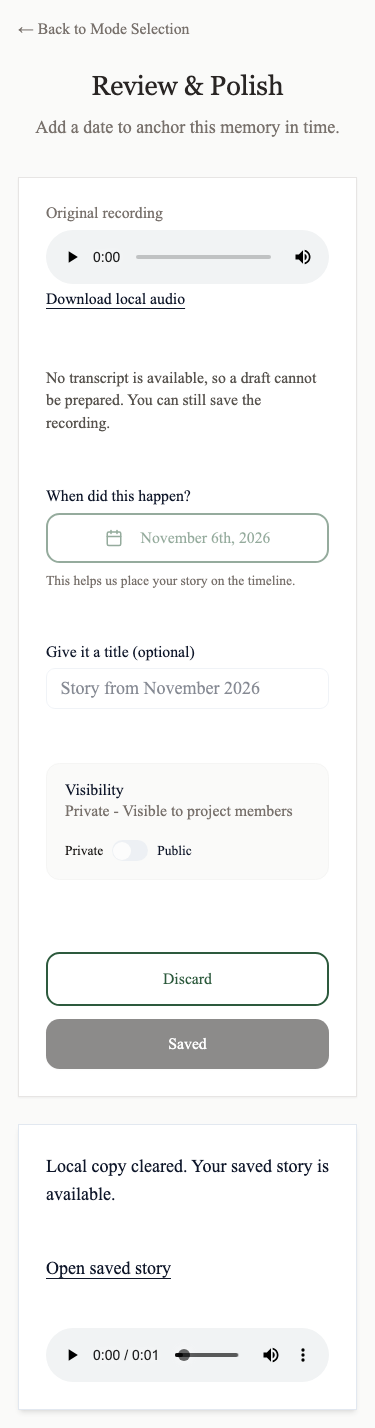 ← Back to Mode Selection
Review & Polish
Add a date to anchor this memory in time.
Original recording
0:00
Download local audio
No transcript is available, so a draft cannot
be prepared. You can still save the
recording.
When did this happen?
November 6th, 2026
This helps us place your story on the timeline.
Give it a title (optional)
Story from November 2026
Visibility
Private - Visible to project members
Private Public
Discard
Saved
Local copy cleared. Your saved story is
available.
Open saved story
0:00 / 0:01